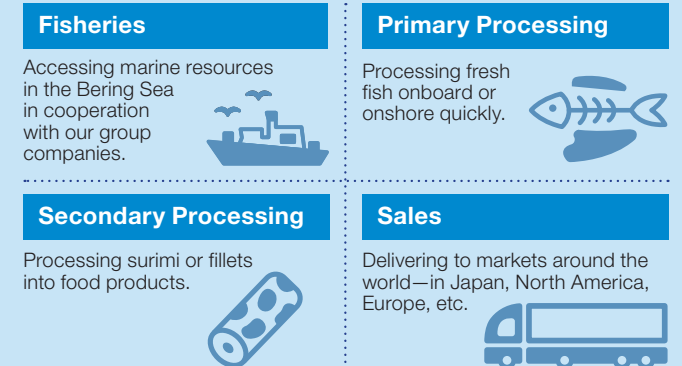 Fisheries
Accessing marine resources
in the Bering Sea
in cooperation
with our group
companies.
Primary Processing
Processing fresh
fish onboard or
onshore quickly.
Secondary Processing
Processing surimi or fillets
into food products.
Sales
Delivering to markets around the
world—in Japan, North America,
Europe, etc.